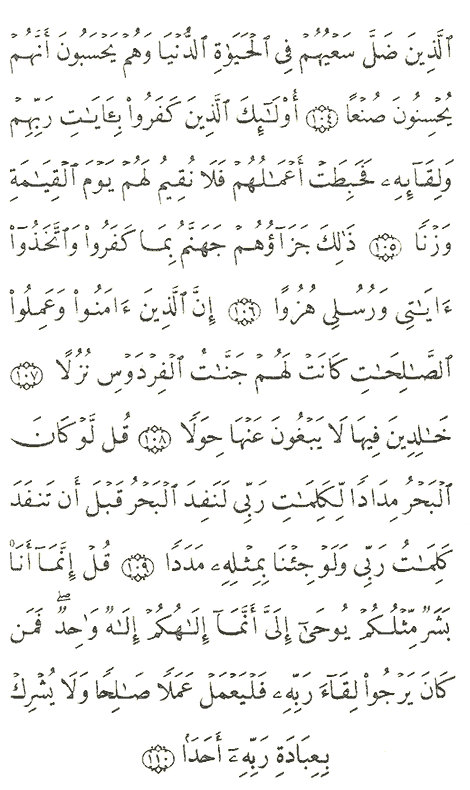 ٱلَّذِينَ ضَلَّ سَعْيُهُمْ فِي ٱلْحَيَوٰةِ ٱلدُّنْيَا وَهُمْ يَحْسَبُونَ أَنَّهُمْ
يُحْسِنُونَ صُنْعًا ۝١٠٤ أُوْلَٰٓئِكَ ٱلَّذِينَ كَفَرُواْ بِـَٔايَٰتِ رَبِّهِمْ
وَلِقَآئِهِۦ فَحَبِطَتْ أَعْمَٰلُهُمْ فَلَا نُقِيمُ لَهُمْ يَوْمَ ٱلْقِيَٰمَةِ
وَزْنًا ۝١٠٥ ذَٰلِكَ جَزَآؤُهُمْ جَهَنَّمُ بِمَا كَفَرُواْ وَٱتَّخَذُوٓاْ
ءَايَٰتِي وَرُسُلِي هُزُوًا ۝١٠٦ إِنَّ ٱلَّذِينَ ءَامَنُواْ وَعَمِلُواْ
ٱلصَّٰلِحَٰتِ كَانَتْ لَهُمْ جَنَّٰتُ ٱلْفِرْدَوْسِ نُزُلًا ۝١٠٧
خَٰلِدِينَ فِيهَا لَا يَبْغُونَ عَنْهَا حِوَلًا ۝١٠٨ قُل لَّوْ كَانَ
ٱلْبَحْرُ مِدَادًا لِّكَلِمَٰتِ رَبِّي لَنَفِدَ ٱلْبَحْرُ قَبْلَ أَن تَنفَدَ
كَلِمَٰتُ رَبِّي وَلَوْ جِئْنَا بِمِثْلِهِۦ مَدَدًا ۝١٠٩ قُلْ إِنَّمَآ أَنَا۠
بَشَرٌ مِّثْلُكُمْ يُوحَىٰٓ إِلَيَّ أَنَّمَآ إِلَٰهُكُمْ إِلَٰهٌ وَٰحِدٌ ۖ فَمَن
كَانَ يَرْجُواْ لِقَآءَ رَبِّهِۦ فَلْيَعْمَلْ عَمَلًا صَٰلِحًا وَلَا يُشْرِكْ
بِعِبَادَةِ رَبِّهِۦٓ أَحَدًۢا ۝١١٠